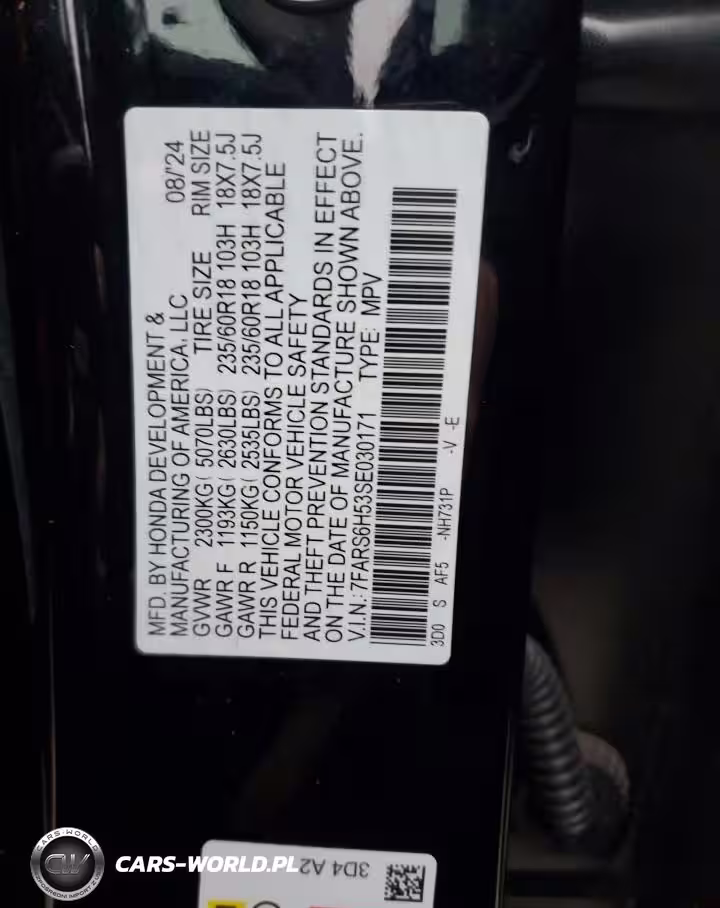 MFD. BY HONDA DEVELOPMENT &
MANUFACTURING OF AMERICA, LLC 08/'24
GVWR 2300KG( 5070LBS) TIRE SIZE RIM SIZE
GAWR F 1193KG( 2630LBS) 235/60R18 103H 18X7.5J
GAWR R 1150KG( 2535LBS) 235/60R18 103H 18X7.5J
THIS VEHICLE CONFORMS TO ALL APPLICABLE
FEDERAL MOTOR VEHICLE SAFETY
AND THEFT PREVENTION STANDARDS IN EFFECT
ON THE DATE OF MANUFACTURE SHOWN ABOVE.
V.I.N.: 7FARS6H53SE030171 TYPE: MPV
3D0 S AF5 -NH731P -V -E
3D4 A2
CARS-WORLD
CW
CARS-WORLD.PL